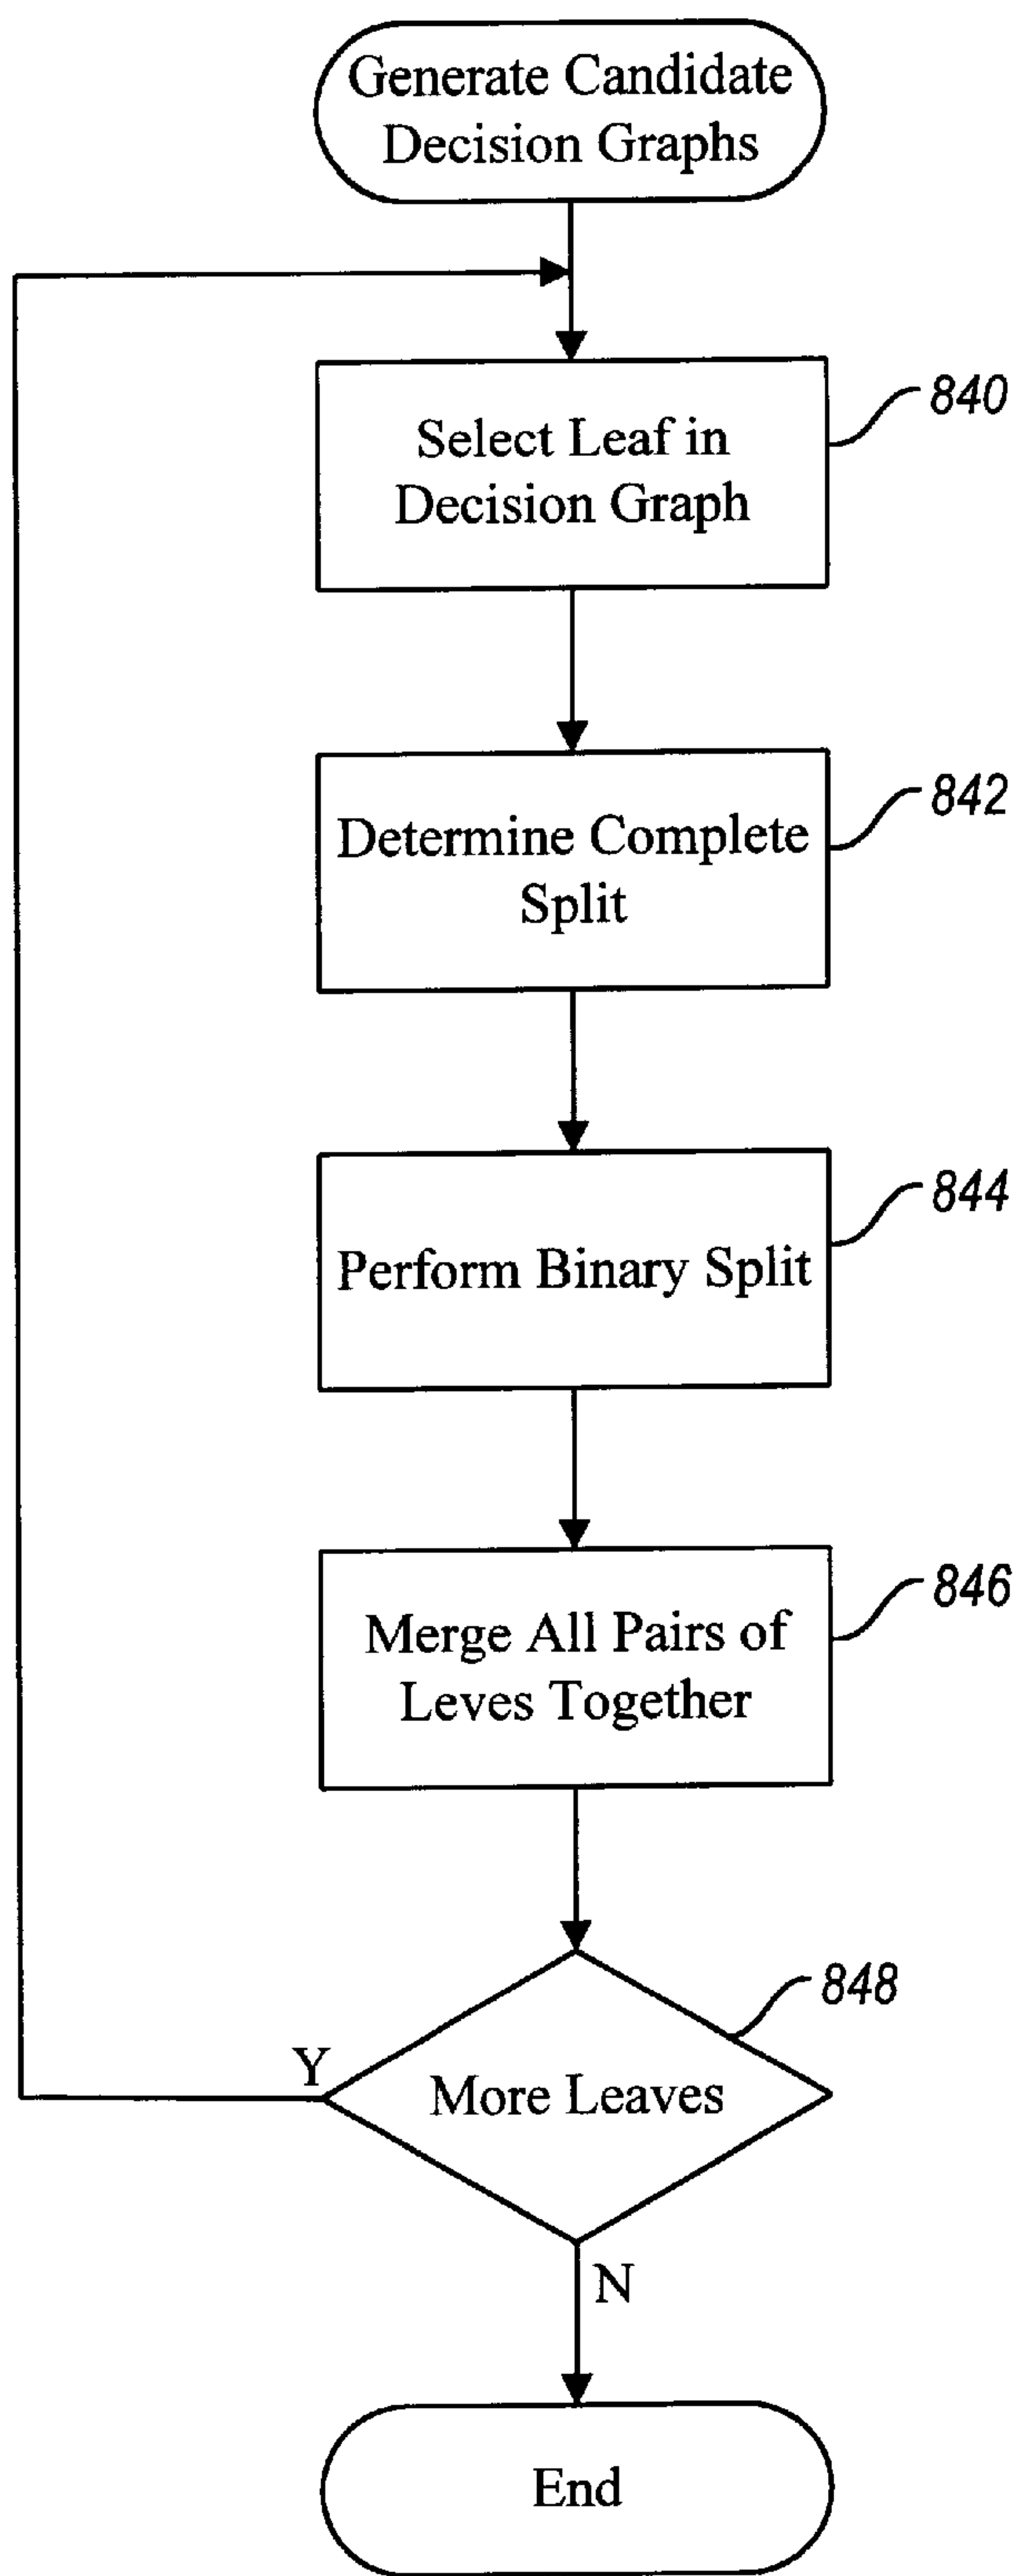 Generate Candidate
Decision Graphs
840
Select Leaf in
Decision Graph
842
Determine Complete
Split
844
Perform Binary Split
846
Merge All Pairs of
Leves Together
848
Y
More Leaves
N
End